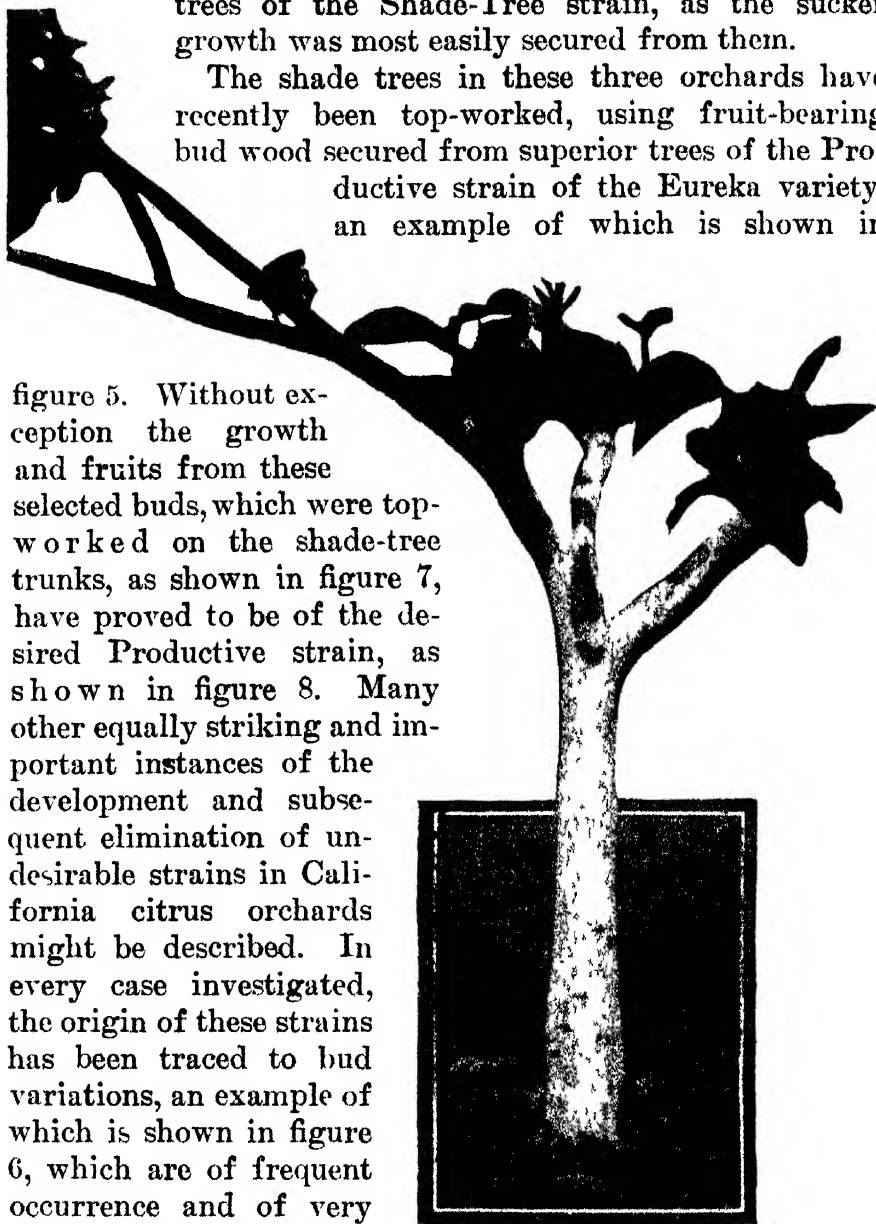 trees of the Shade-Tree strain, as the sucker
growth was most easily secured from them.
The shade trees in these three orchards have
recently been top-worked, using fruit-bearing
bud wood secured from superior trees of the Pro-
ductive strain of the Eureka variety
an example of which is shown in
figure 5. Without ex-
ception the growth
and fruits from these
selected buds, which were top-
worked on the shade-tree
trunks, as shown in figure 7,
have proved to be of the de-
sired Productive strain, as
shown in figure 8. Many
other equally striking and im-
portant instances of the
development and subse-
quent elimination of un-
desirable strains in Cali-
fornia citrus orchards
might be described. In
every case investigated,
the origin of these strains
has been traced to bud
variations, an example of
which is shown in figure
6, which are of frequent
occurrence and of very